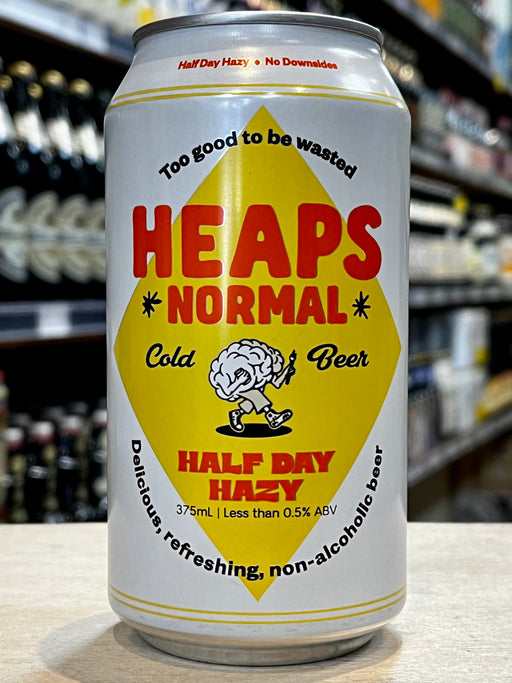 Half Day Hazy • No Downsides
Too good to be wasted
HEAPS
*NORMAL*
Cold Beer
HALF DAY
HAZY
375mL | Less than 0.5% ABV
Delicious, refreshing, non-alcoholic beer